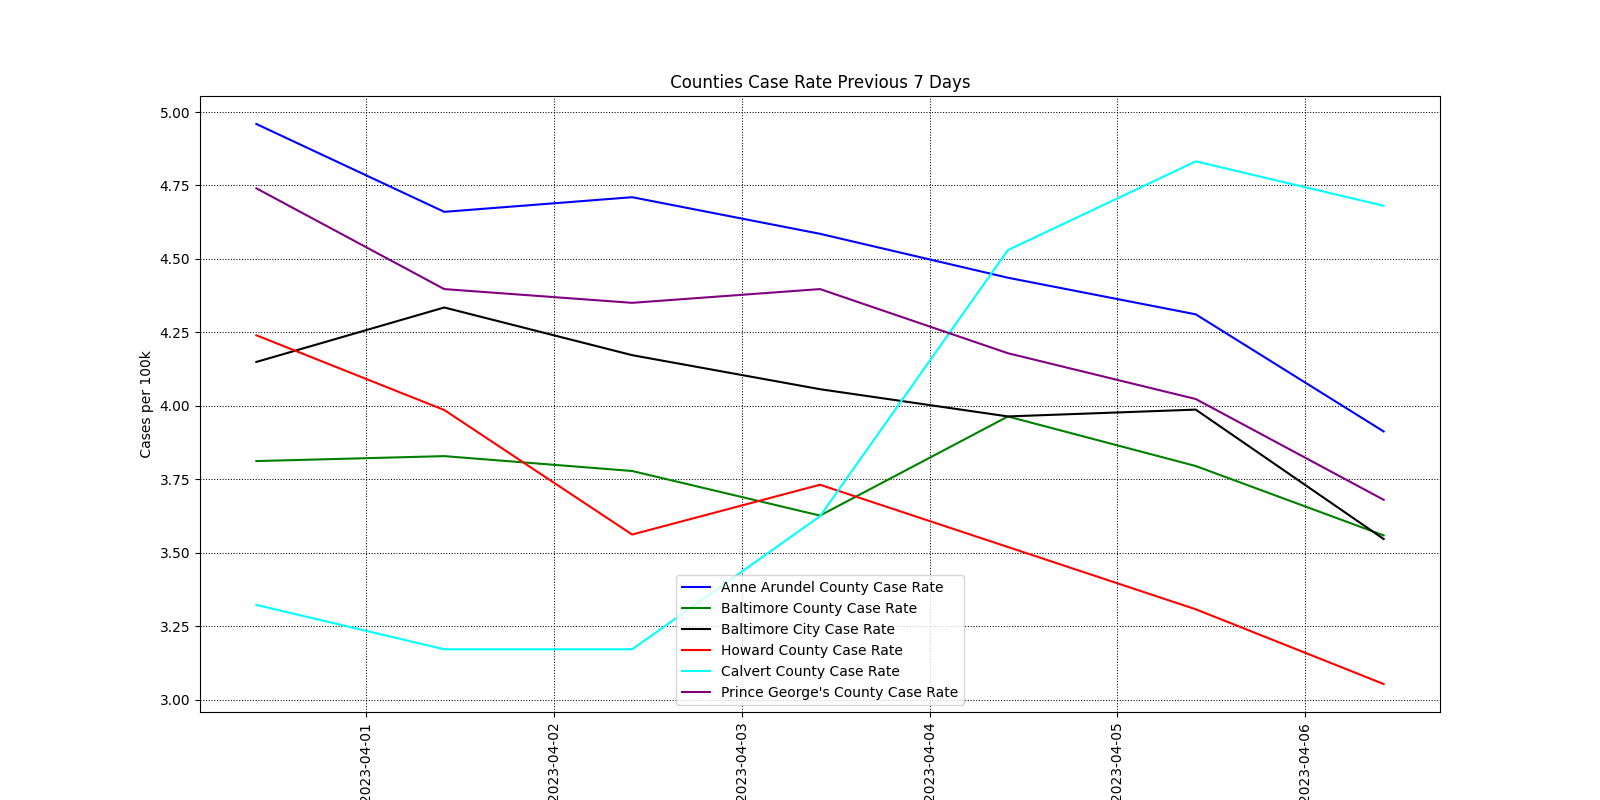 Counties Case Rate Previous 7 Days
5.00
4.75
4.50
4.25
4.00
3.75
3.50
3.25
3.00
Cases per 100k
Anne Arundel County Case Rate
Baltimore County Case Rate
Baltimore City Case Rate
Howard County Case Rate
Calvert County Case Rate
Prince George's County Case Rate
2023-04-01
2023-04-02
2023-04-03
2023-04-04
2023-04-05
2023-04-06